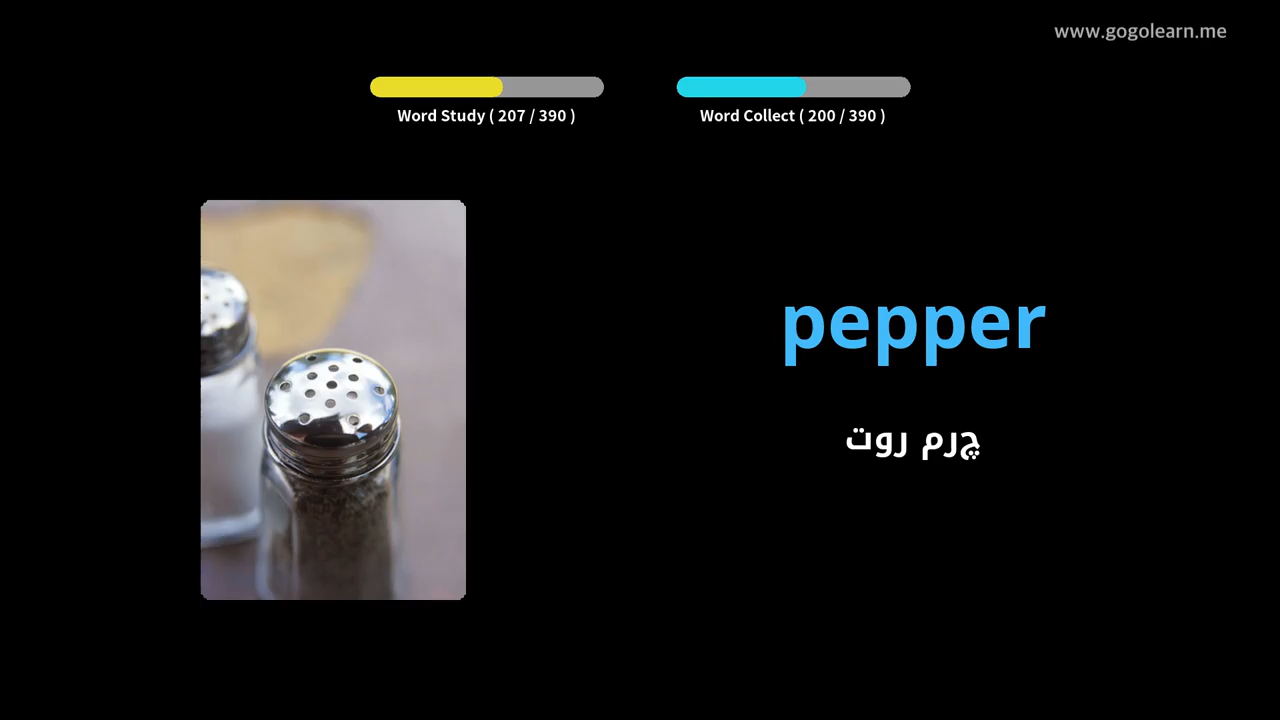 www.gogolearn.me
Word Study ( 207 / 390 )
Word Collect ( 200 / 390 )
pepper
چرم روت